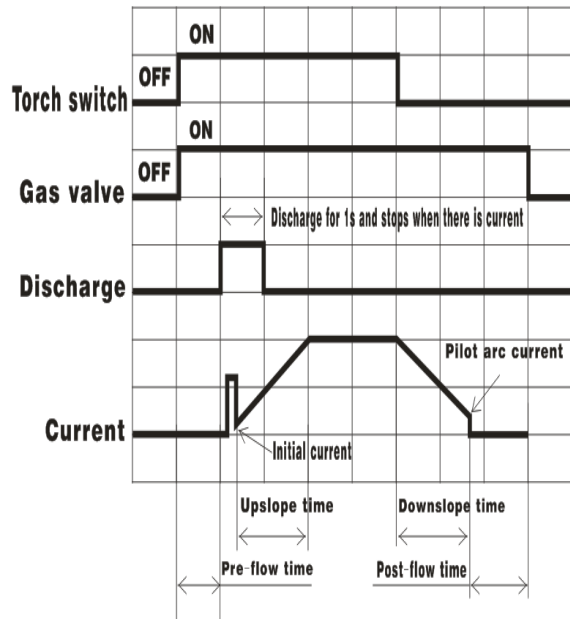 ON
OFF
Torch switch
ON
OFF
Gas valve
Discharge for 1s and stops when there is current
Discharge
Pilot arc current
Current
Initial current
Upslope time
Downslope time
Pre-flow time
Post-flow time